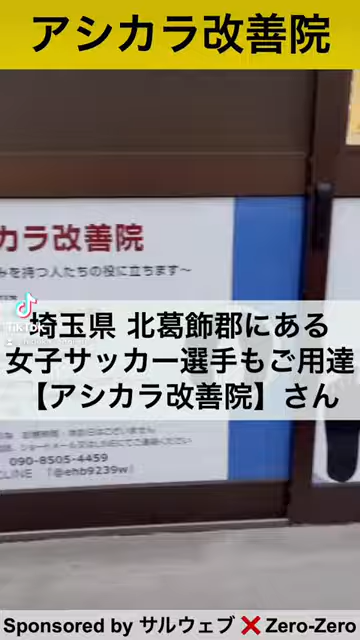 アシカラ改善院
カラ改善院
みを持つ人たちの役に立ちます～
TikTok
埼玉県 北葛飾郡にある
女子サッカー選手もご用達
【アシカラ改善院】さん
090-8505-4459
LINE 「@ehb9239w」
Sponsored by サルウェブ ❌ Zero-Zero